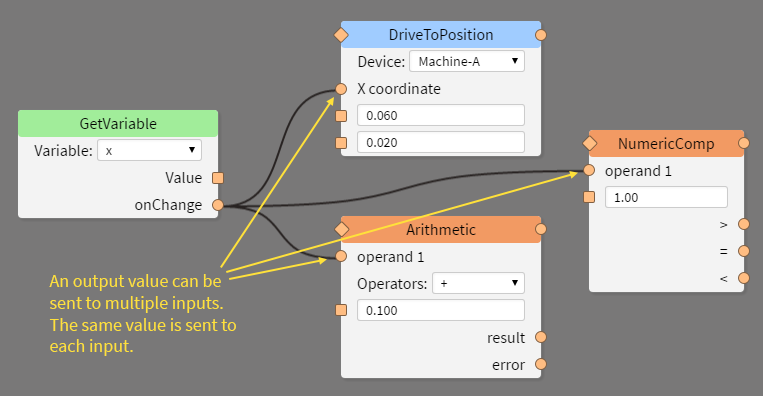 DriveToPosition
Device: Machine-A
X coordinate
0.060
0.020
GetVariable
Variable: x
Value
onChange
NumericComp
operand 1
1.00
>
=
<
Arithmetic
operand 1
Operators: +
0.100
result
error
An output value can be
sent to multiple inputs.
The same value is sent to
each input.